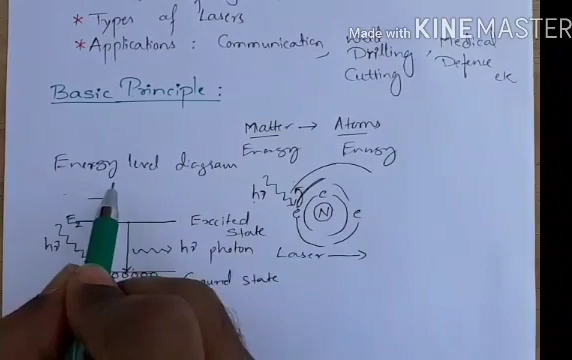 * Types of Lasers
Made with KINEMASTER
* Applications : Communication, Weld Drilling, Medical
Cutting Defence etc
Basic Principle :
Matter → Atoms
Energy Energy
Energy level diagram
hν
e
e N e
E2 Excited
State
hν hν photon Laser →
Ground state